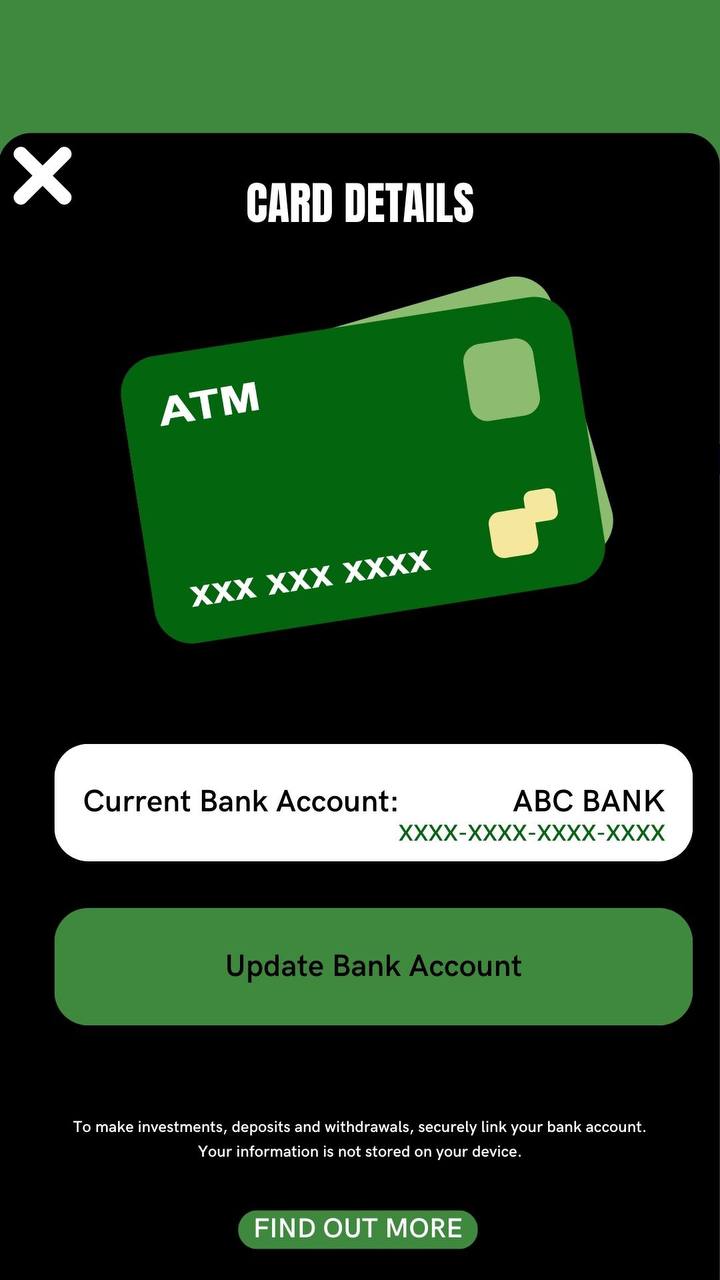 CARD DETAILS
ATM
XXX XXX XXXX
Current Bank Account: ABC BANK
XXXX-XXXX-XXXX-XXXX
Update Bank Account
To make investments, deposits and withdrawals, securely link your bank account.
Your information is not stored on your device.
FIND OUT MORE